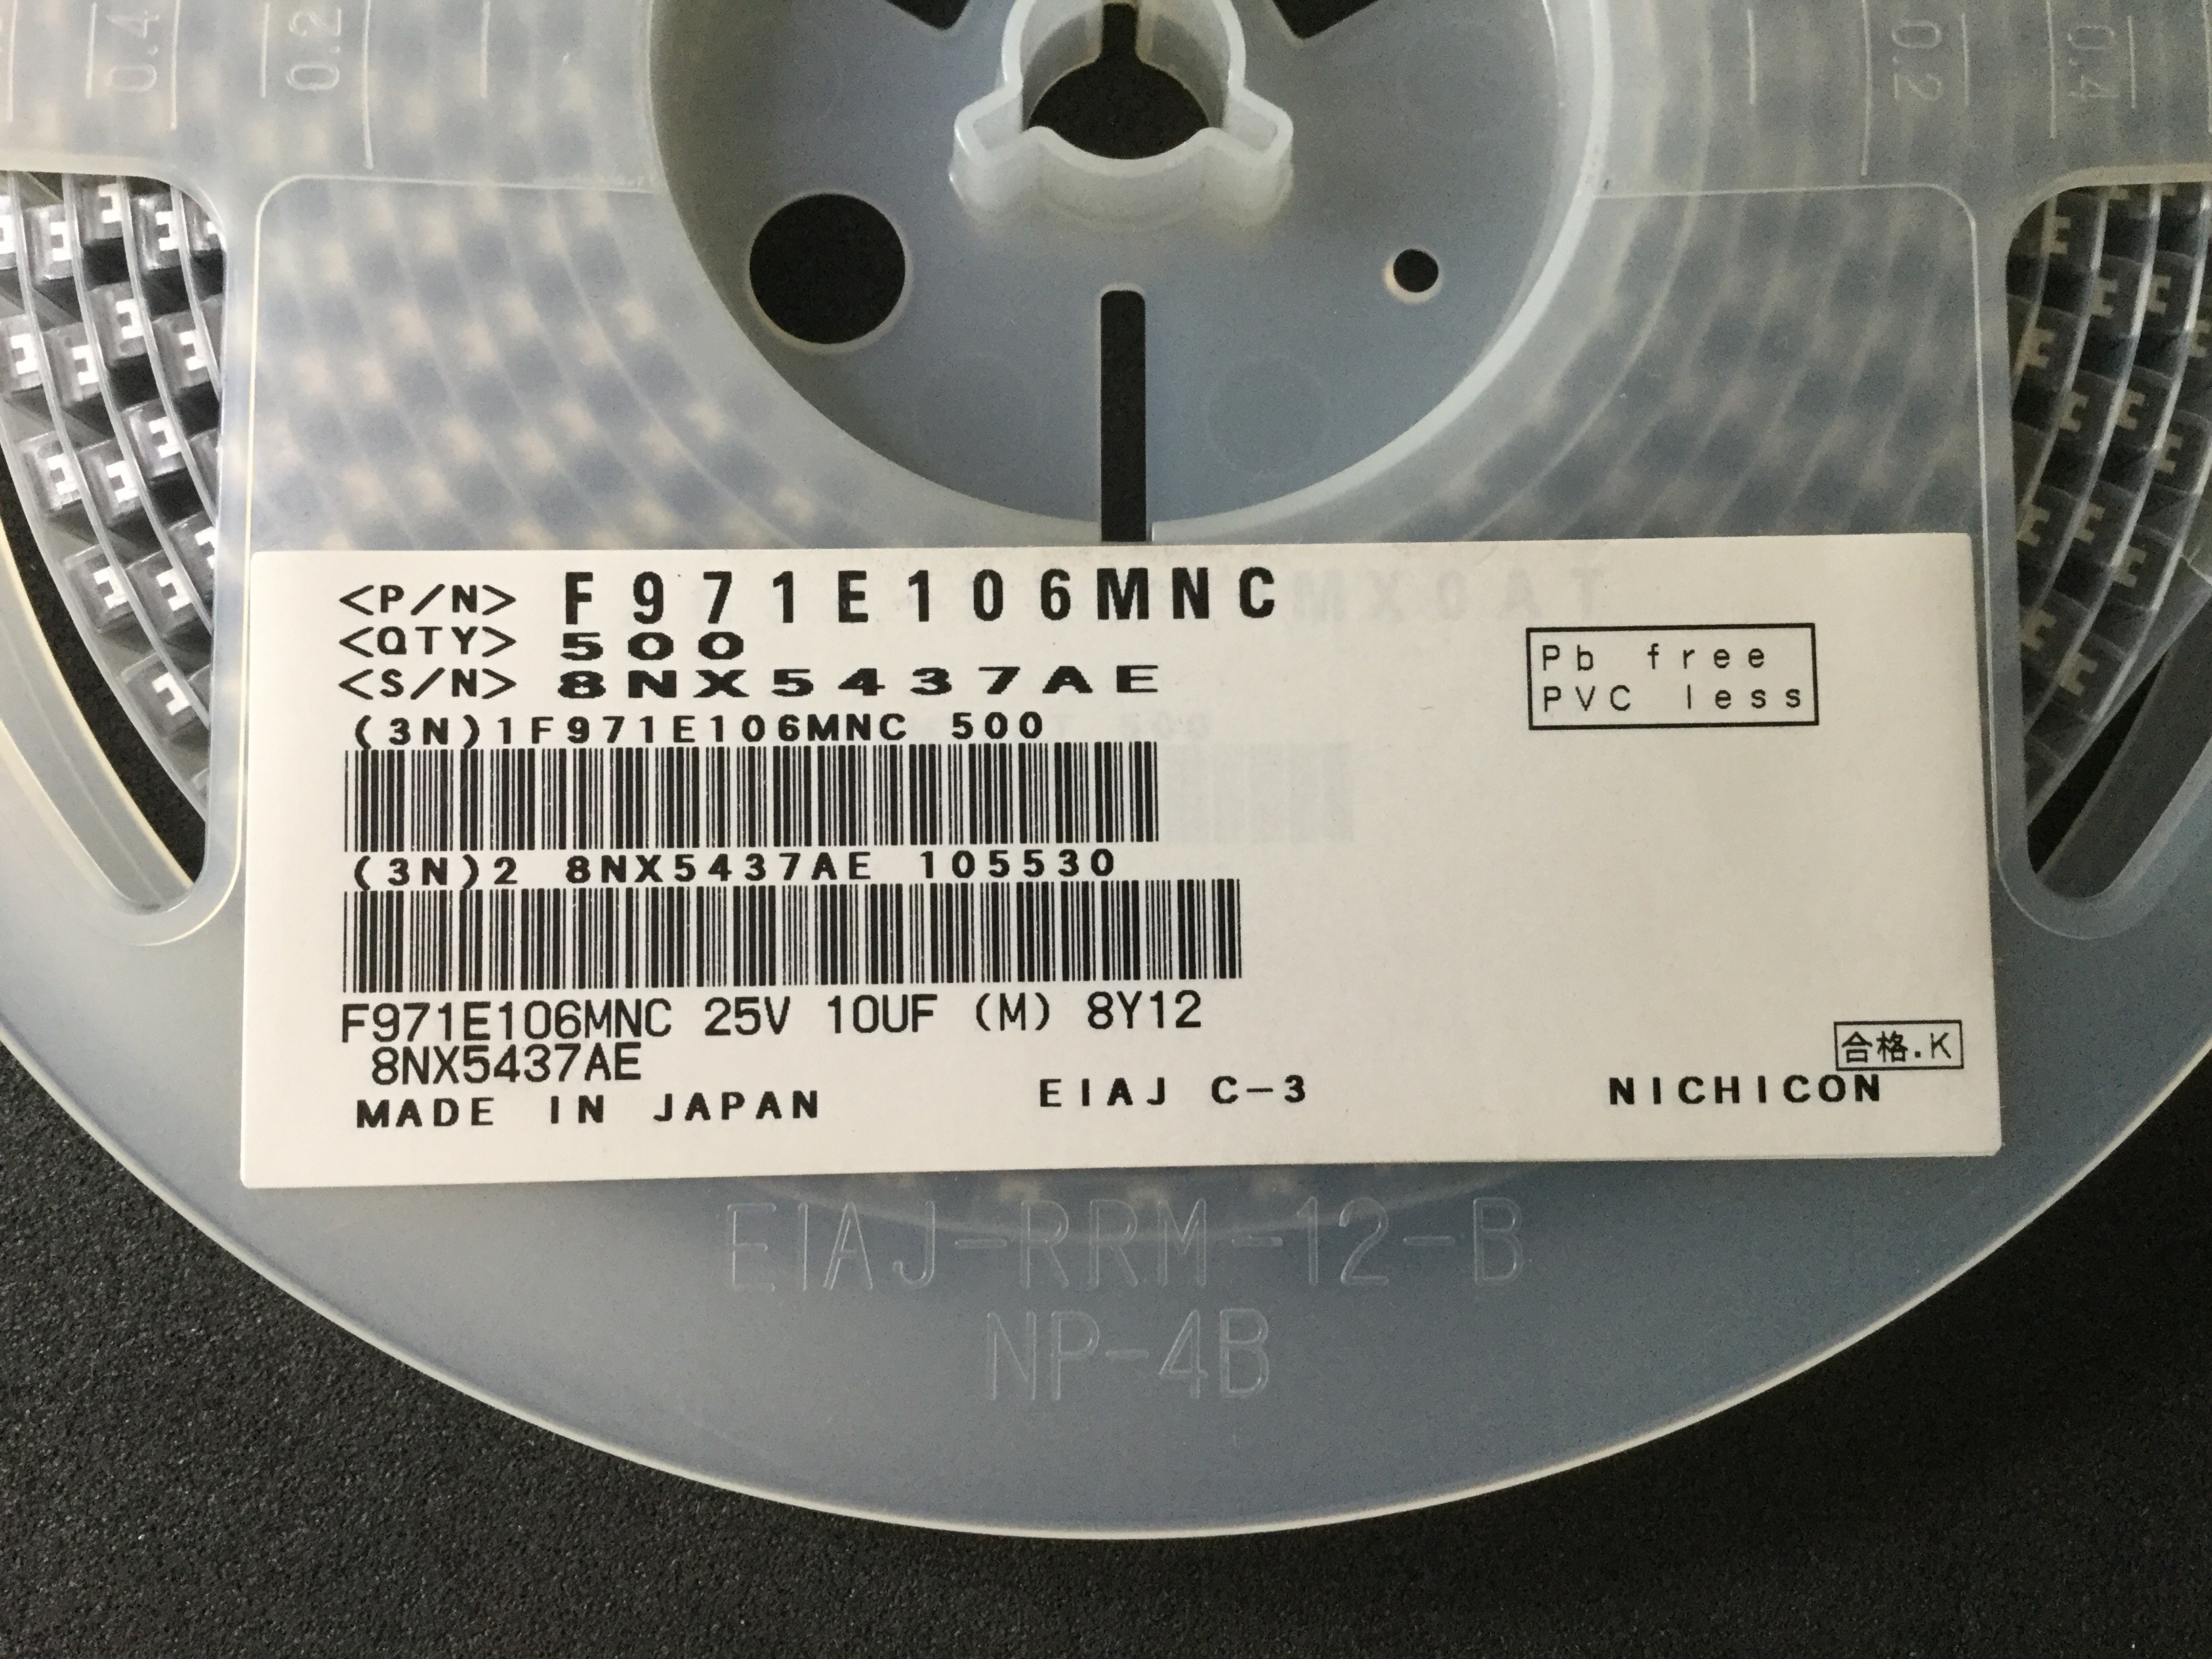 0.4
0.2
0.2
0.4
<P/N> F971E106MNC
<QTY> 500
<S/N> 8NX5437AE
Pb free
PVC less
(3N)1F971E106MNC 500
(3N)2 8NX5437AE 105530
F971E106MNC 25V 10UF (M) 8Y12
8NX5437AE
合格.K
MADE IN JAPAN EIAJ C-3 NICHICON
EIAJ-RRM-12-B
NP-4B